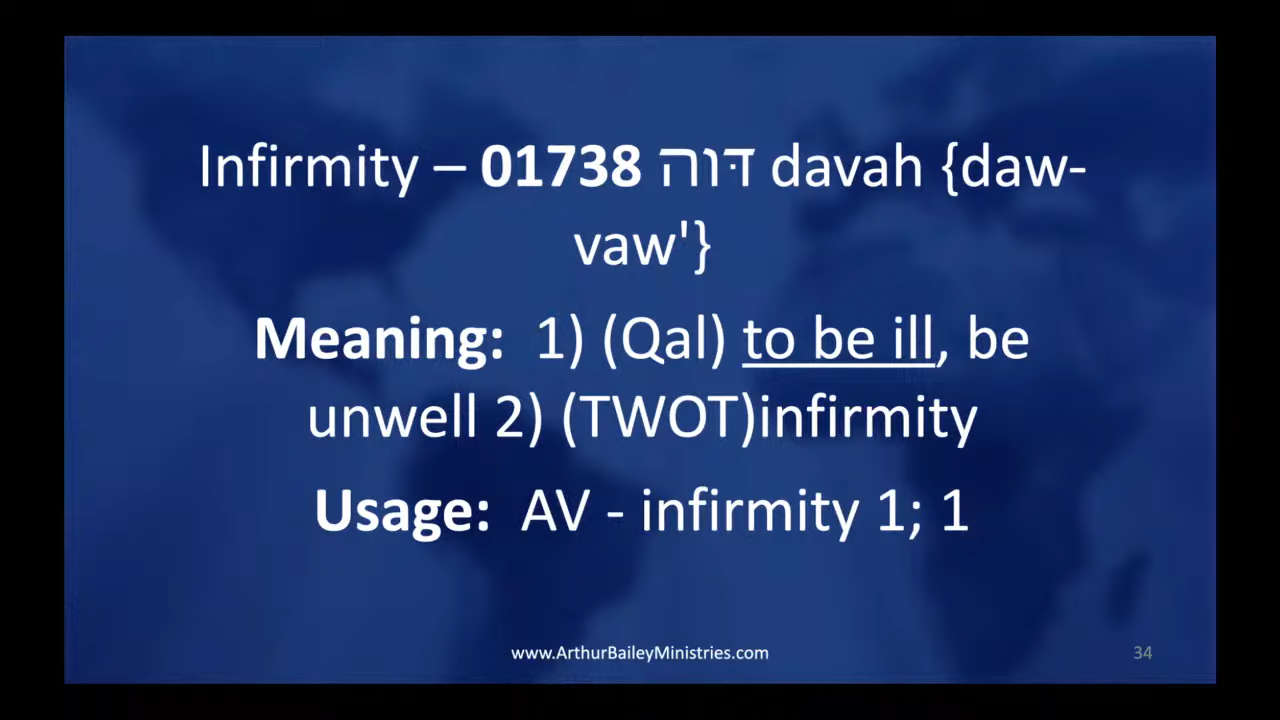 Infirmity – 01738 דּוה davah {daw-
vaw'}
Meaning: 1) (Qal) to be ill, be
unwell 2) (TWOT)infirmity
Usage: AV - infirmity 1; 1
www.ArthurBaileyMinistries.com
34